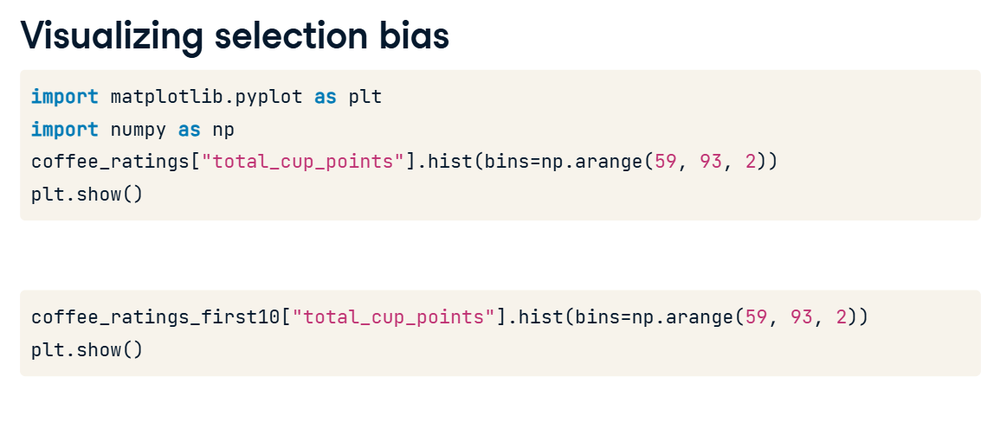 Visualizing selection bias
import matplotlib.pyplot as plt
import numpy as np
coffee_ratings["total_cup_points"].hist(bins=np.arange(59, 93, 2))
plt.show()
coffee_ratings_first10["total_cup_points"].hist(bins=np.arange(59, 93, 2))
plt.show()